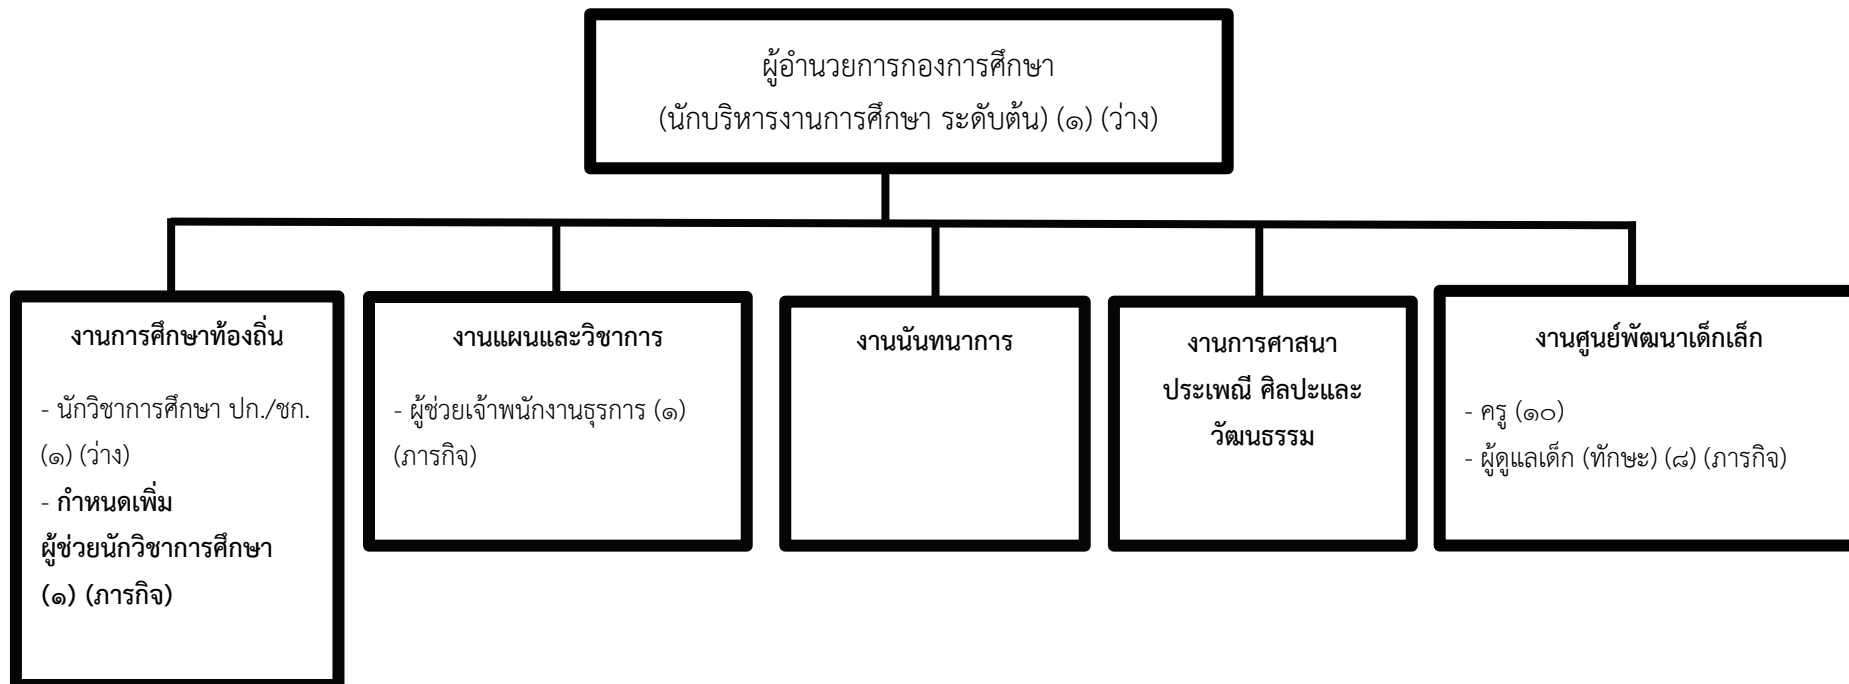 ผู้อำนวยการกองการศึกษา
(นักบริหารงานการศึกษา ระดับต้น) (๑) (ว่าง)
งานการศึกษาท้องถิ่น
- นักวิชาการศึกษา ปก./ชก.
(๑) (ว่าง)
- กำหนดเพิ่ม
ผู้ช่วยนักวิชาการศึกษา
(๑) (ภารกิจ)
งานแผนและวิชาการ
- ผู้ช่วยเจ้าพนักงานธุรการ (๑)
(ภารกิจ)
งานนันทนาการ
งานการศาสนา
ประเพณี ศิลปะและ
วัฒนธรรม
งานศูนย์พัฒนาเด็กเล็ก
- ครู (๑๐)
- ผู้ดูแลเด็ก (ทักษะ) (๘) (ภารกิจ)